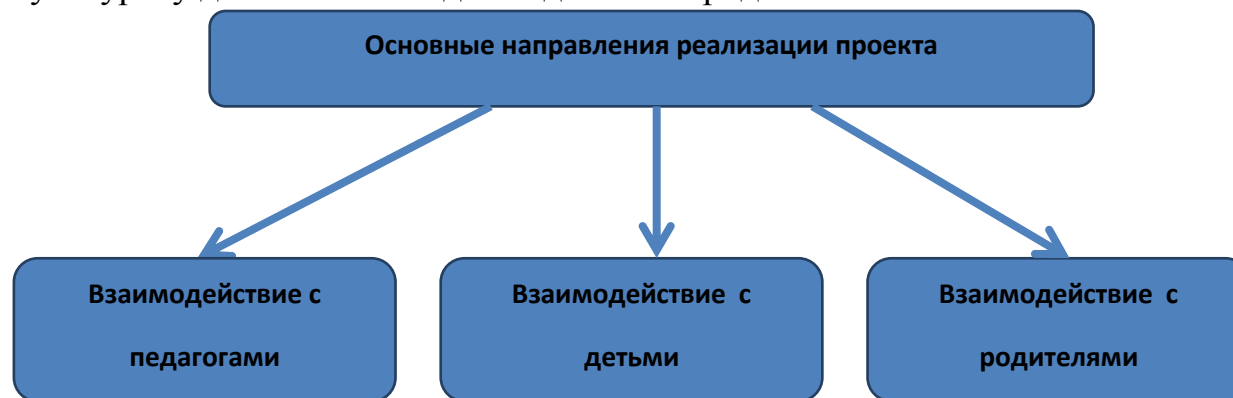 Основные направления реализации проекта
Взаимодействие с
педагогами
Взаимодействие с
детьми
Взаимодействие с
родителями